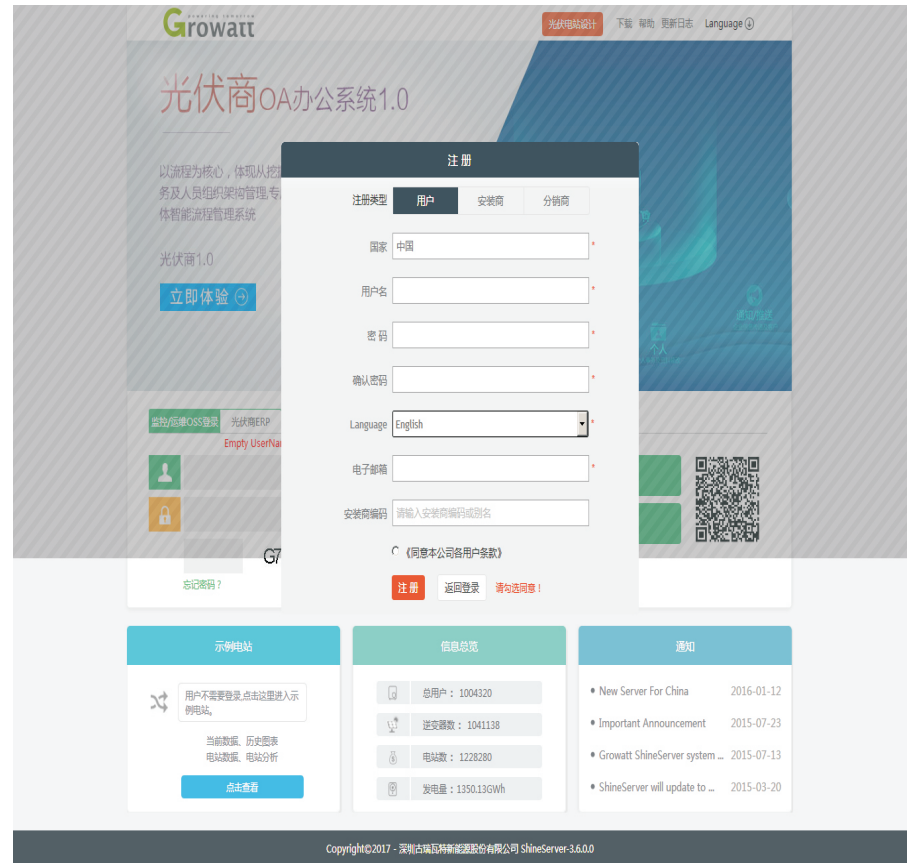 Growatt
光伏电站设计 下载 帮助 更新日志 Language
光伏商OA办公系统1.0
以流程为核心，体现从挖
务及人员组织架构管理,专
体智能流程管理系统
光伏商1.0
立即体验
通知/推送
个人
注 册
注册类型 用户 安装商 分销商
国家 中国 *
用户名 *
密 码 *
确认密码 *
Language English *
电子邮箱 *
安装商编码 请输入安装商编码或别名
《同意本公司各用户条款》
注 册 返回登录 请勾选同意！
监控/运维OSS登录 光伏商ERP
Empty UserNa
G7
忘记密码？
示例电站
用户不需要登录,点击这里进入示
例电站。
当前数据、历史图表
电站数据、电站分析
点击查看
信息总览
总用户： 1004320
逆变器数： 1041138
电站数： 1228280
发电量：1350.13GWh
通知
New Server For China 2016-01-12
Important Announcement 2015-07-23
Growatt ShineServer system ... 2015-07-13
ShineServer will update to ... 2015-03-20
Copyright©2017 - 深圳古瑞瓦特新能源股份有限公司 ShineServer-3.6.0.0